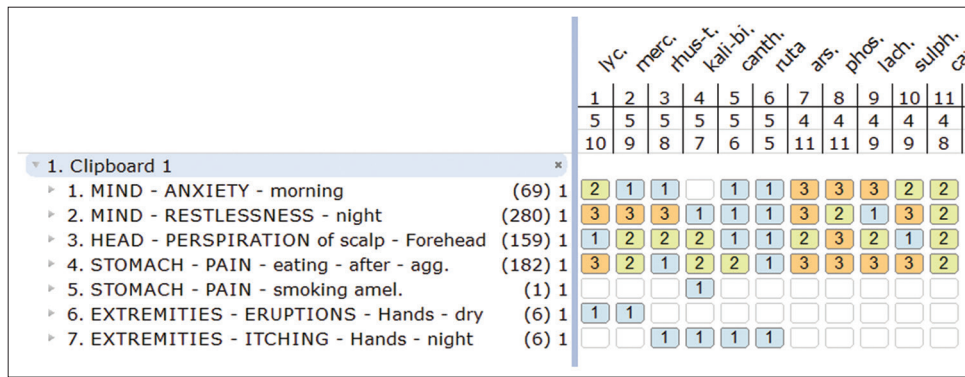 lyc. merc. rhus-t. kali-bi. canth. ruta ars. phos. lach. sulph.
1 2 3 4 5 6 7 8 9 10 11
5 5 5 5 5 5 4 4 4 4 4
10 9 8 7 6 5 11 11 9 9 8
1. Clipboard 1 ×
1. MIND - ANXIETY - morning (69) 1 2 1 1 1 1 3 3 3 2 2
2. MIND - RESTLESSNESS - night (280) 1 3 3 3 1 1 1 3 2 1 3 2
3. HEAD - PERSPIRATION of scalp - Forehead (159) 1 1 2 2 2 1 1 2 3 2 1 2
4. STOMACH - PAIN - eating - after - agg. (182) 1 3 2 1 2 2 1 3 3 3 3 2
5. STOMACH - PAIN - smoking amel. (1) 1 1
6. EXTREMITIES - ERUPTIONS - Hands - dry (6) 1 1 1
7. EXTREMITIES - ITCHING - Hands - night (6) 1 1 1 1 1